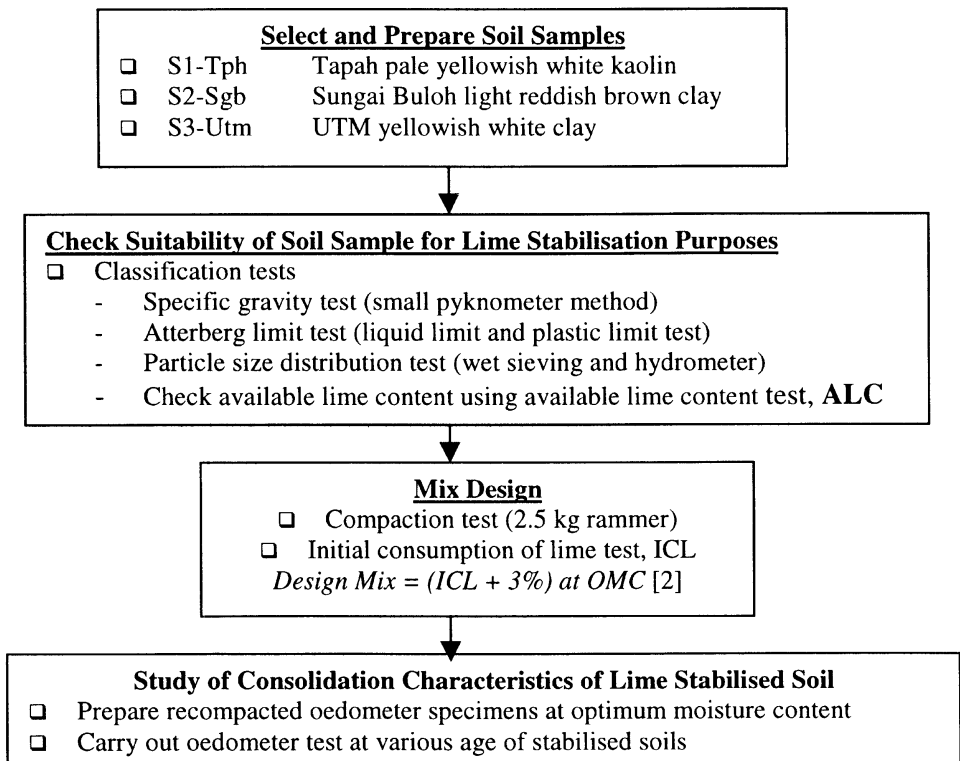 Select and Prepare Soil Samples
❑ S1-Tph Tapah pale yellowish white kaolin
❑ S2-Sgb Sungai Buloh light reddish brown clay
❑ S3-Utm UTM yellowish white clay
Check Suitability of Soil Sample for Lime Stabilisation Purposes
❑ Classification tests
- Specific gravity test (small pyknometer method)
- Atterberg limit test (liquid limit and plastic limit test)
- Particle size distribution test (wet sieving and hydrometer)
- Check available lime content using available lime content test, ALC
Mix Design
❑ Compaction test (2.5 kg rammer)
❑ Initial consumption of lime test, ICL
Design Mix = (ICL + 3%) at OMC [2]
Study of Consolidation Characteristics of Lime Stabilised Soil
❑ Prepare recompacted oedometer specimens at optimum moisture content
❑ Carry out oedometer test at various age of stabilised soils